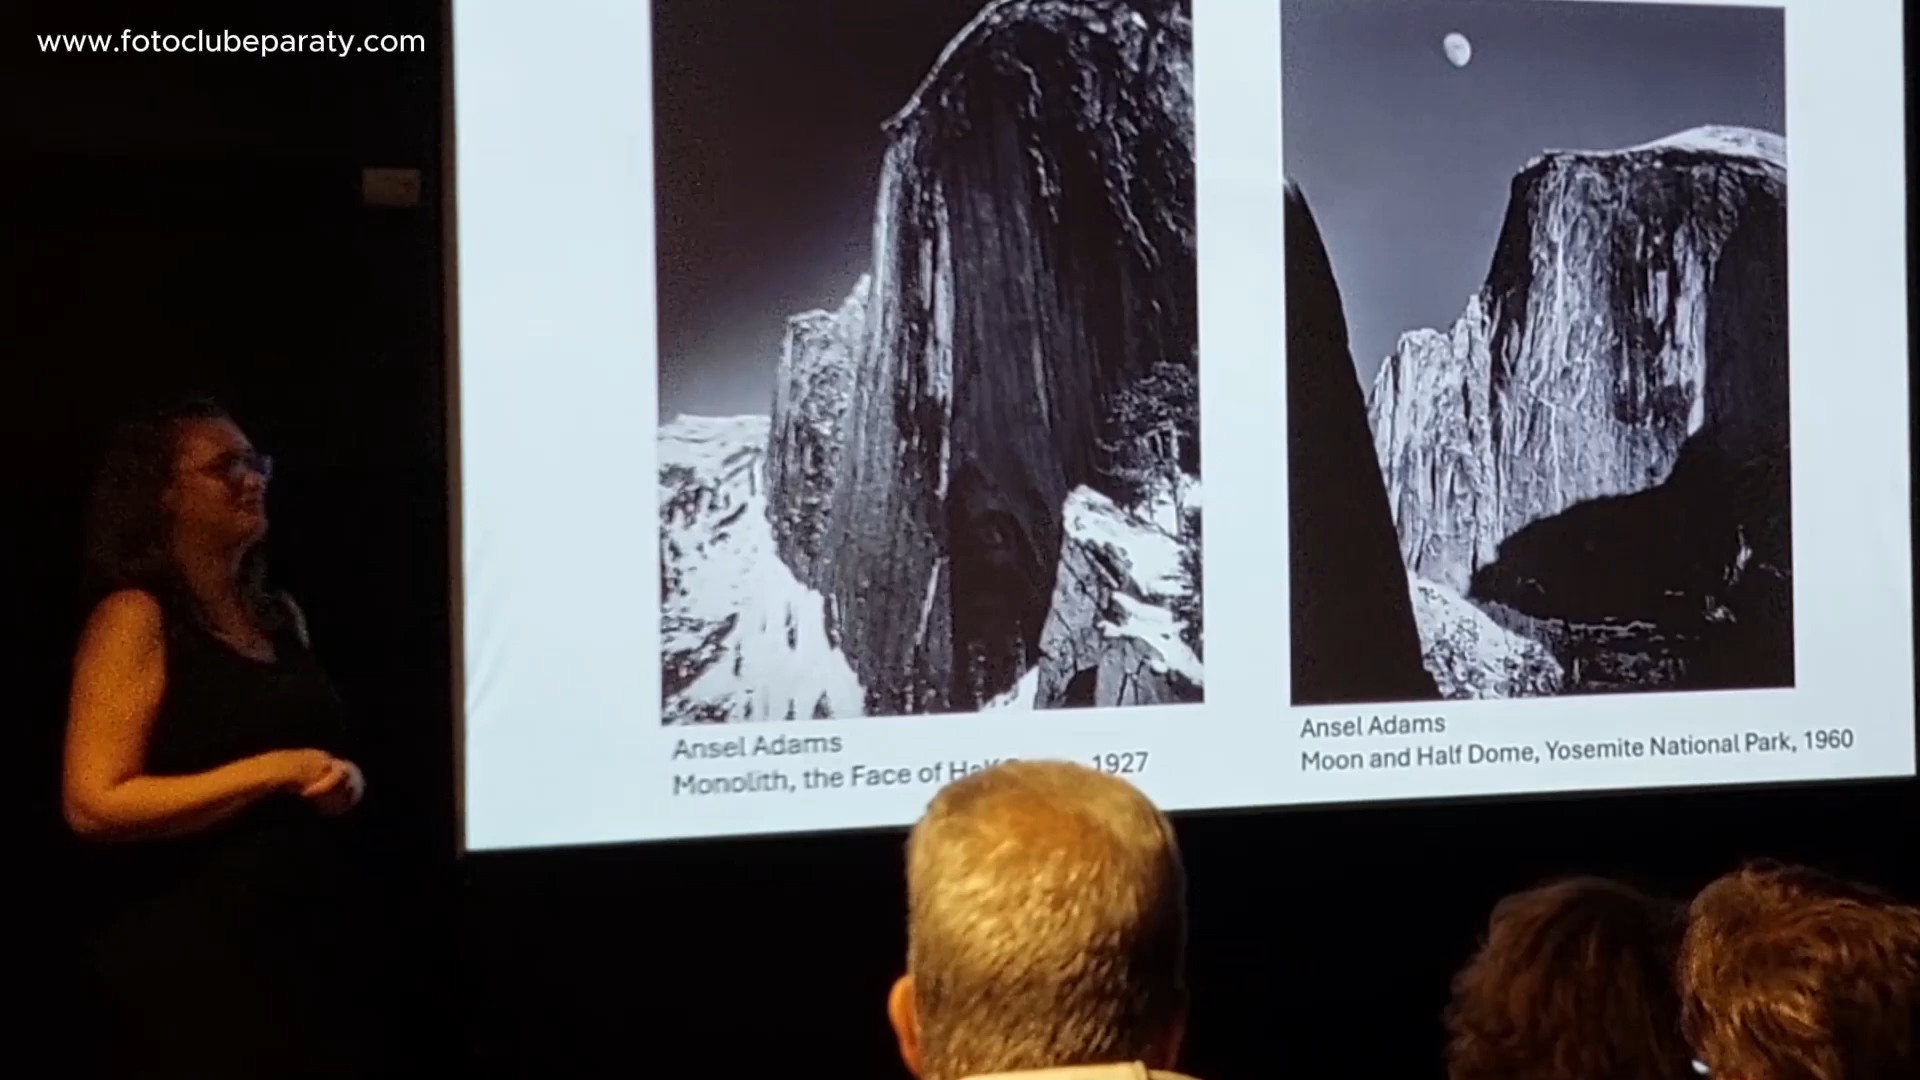 www.fotoclubeparaty.com
Ansel Adams
Monolith, the Face of 1927
Ansel Adams
Moon and Half Dome, Yosemite National Park, 1960